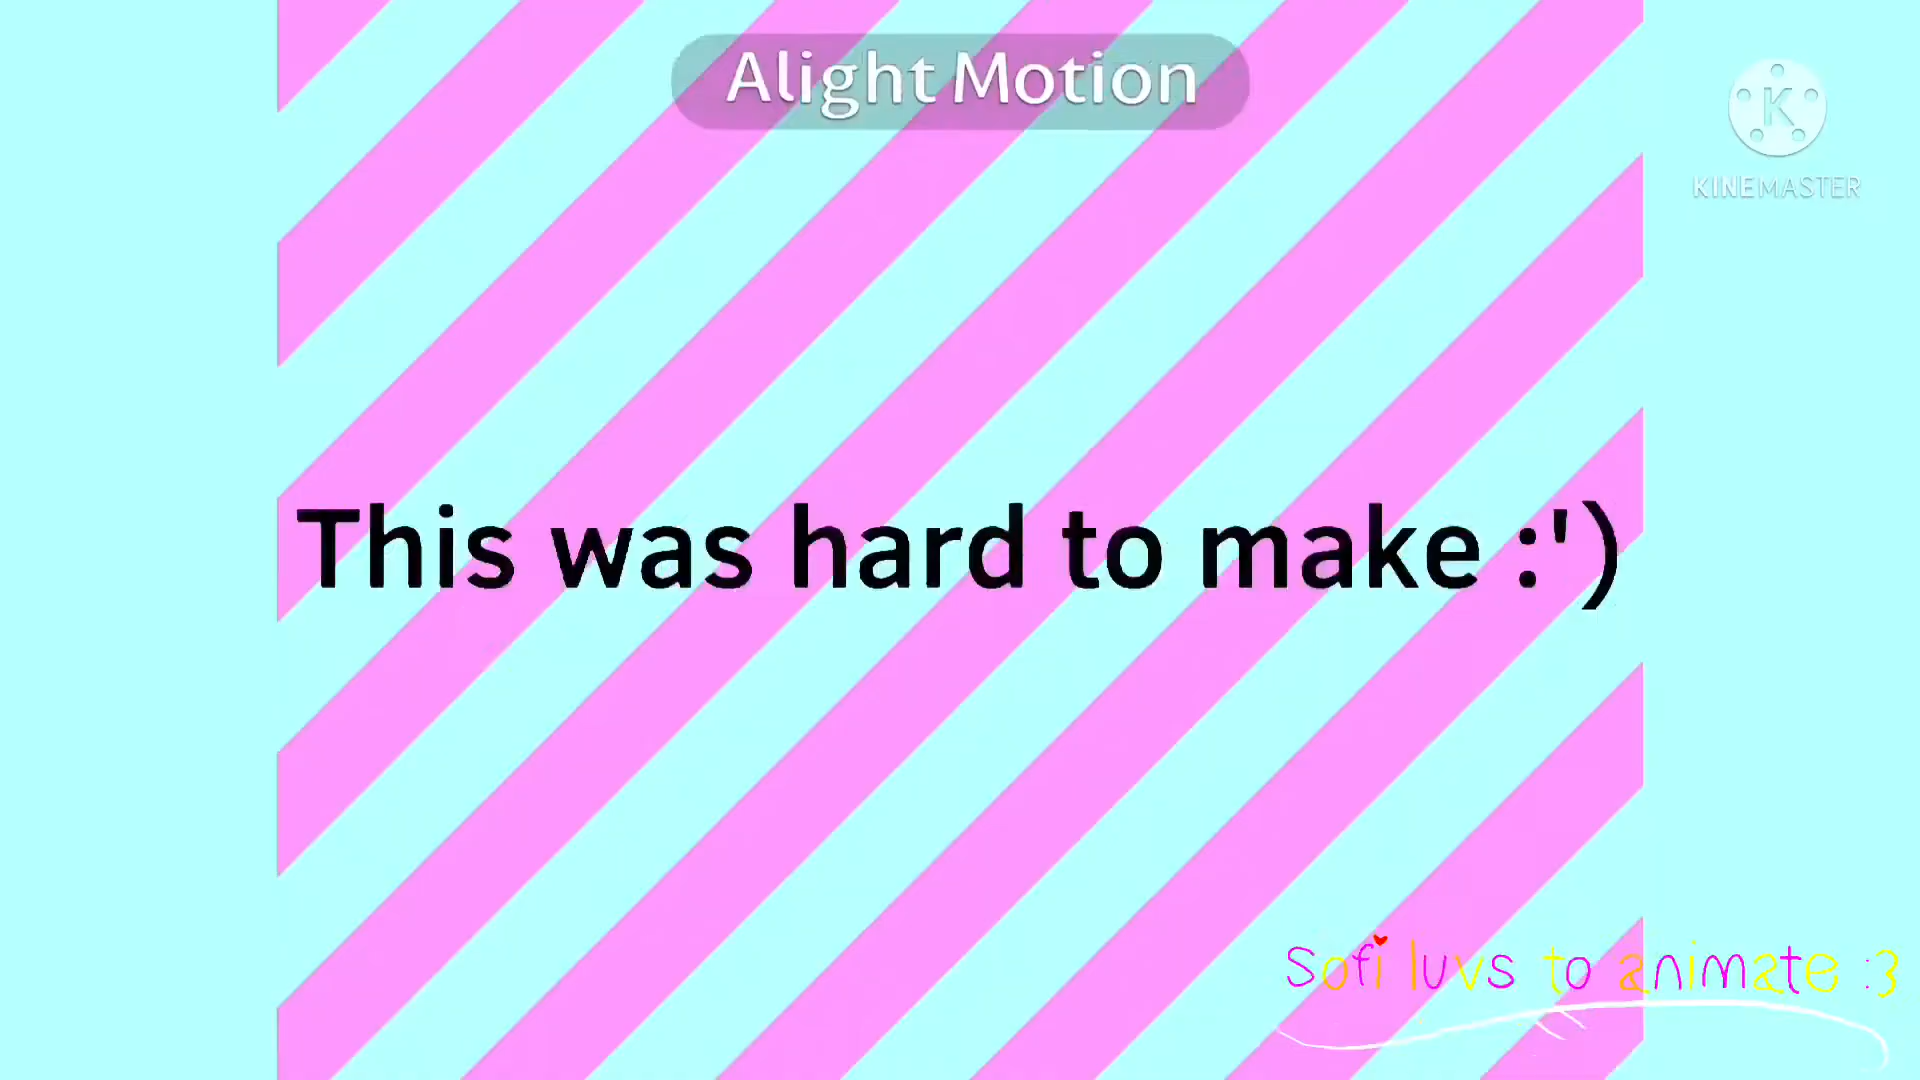 Alight Motion
K
KINEMASTER
This was hard to make :')
Sofi luvs to animate :3